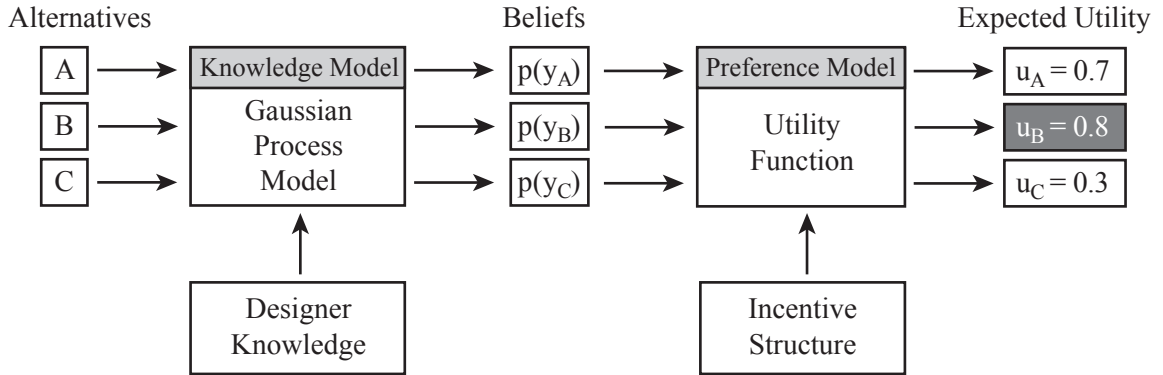 Alternatives
Beliefs
Expected Utility
A
B
C
Knowledge Model
Gaussian
Process
Model
p(y_A)
p(y_B)
p(y_C)
Preference Model
Utility
Function
u_A = 0.7
u_B = 0.8
u_C = 0.3
Designer
Knowledge
Incentive
Structure